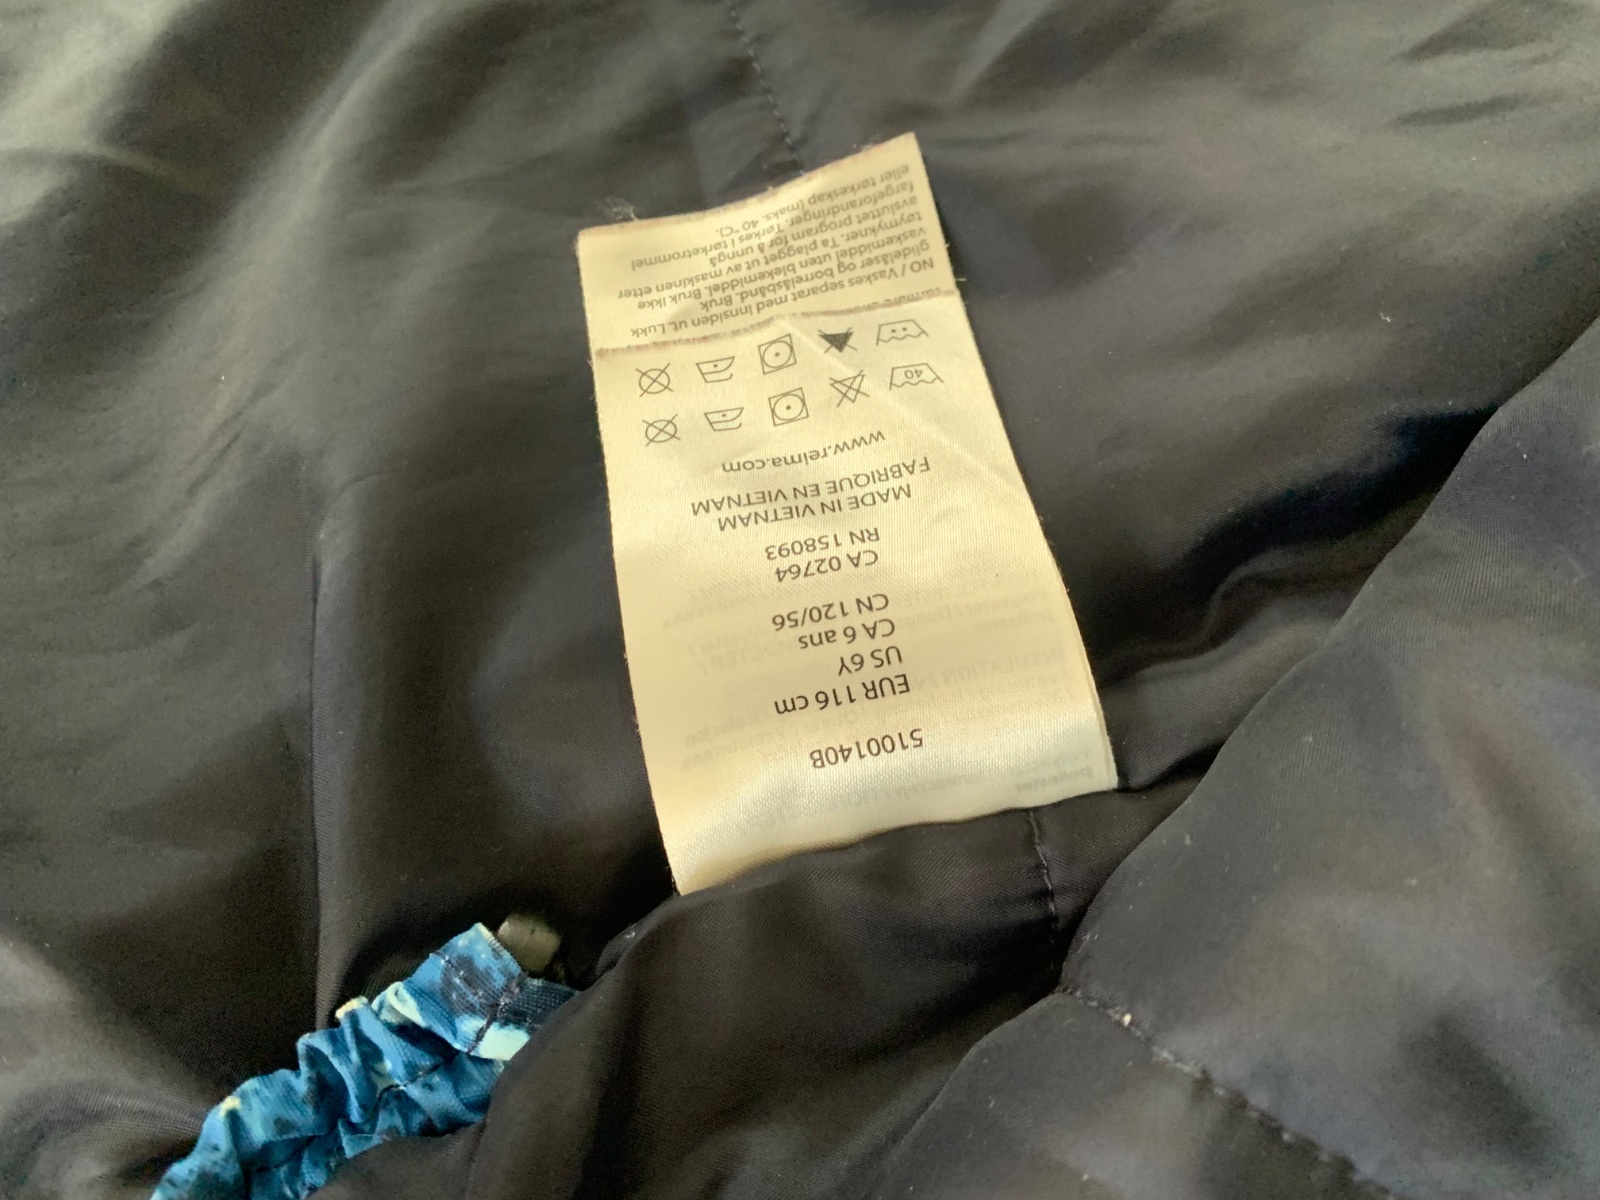 5100140B
EUR 116 cm
US 6Y
CA 6 ans
CN 120/56
CA 02764
RN 158093
MADE IN VIETNAM
FABRIQUE EN VIETNAM
www.reima.com
40
NO / Vaskes separat med innsiden ut. Lukk
glidelåser og borrelåsbånd. Bruk
vaskemiddel uten blekemiddel. Bruk ikke
tøymykner. Ta plagget ut av maskinen etter
avsluttet program for å unngå
fargeforandringer. Tørkes i tørketrommel
eller tørkeskap (maks. 40 °C).